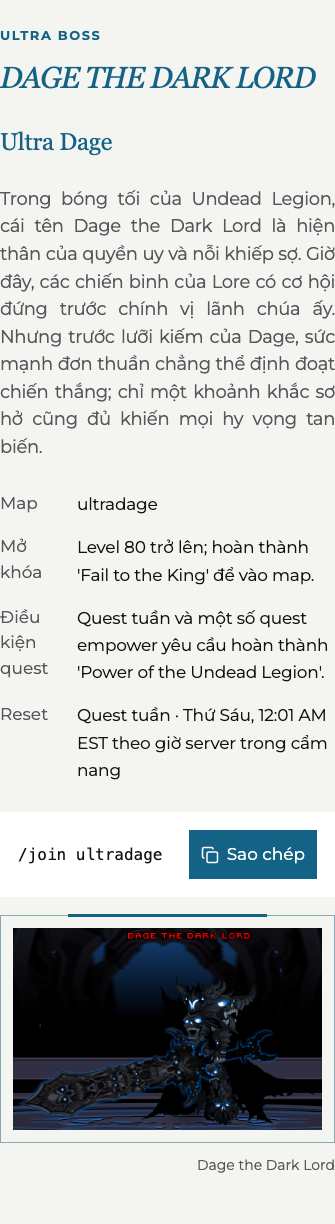 ULTRA BOSS
DAGE THE DARK LORD
Ultra Dage
Trong bóng tối của Undead Legion,
cái tên Dage the Dark Lord là hiện
thân của quyền uy và nỗi khiếp sợ. Giờ
đây, các chiến binh của Lore có cơ hội
đứng trước chính vị lãnh chúa ấy.
Nhưng trước lưỡi kiếm của Dage, sức
mạnh đơn thuần chẳng thể định đoạt
chiến thắng; chỉ một khoảnh khắc sơ
hở cũng đủ khiến mọi hy vọng tan
biến.
Map
ultradage
Mở
khóa
Level 80 trở lên; hoàn thành
'Fail to the King' để vào map.
Điều
kiện
quest
Quest tuần và một số quest
empower yêu cầu hoàn thành
'Power of the Undead Legion'.
Reset
Quest tuần · Thứ Sáu, 12:01 AM
EST theo giờ server trong cẩm
nang
/join ultradage
Sao chép
DAGE THE DARK LORD
Dage the Dark Lord